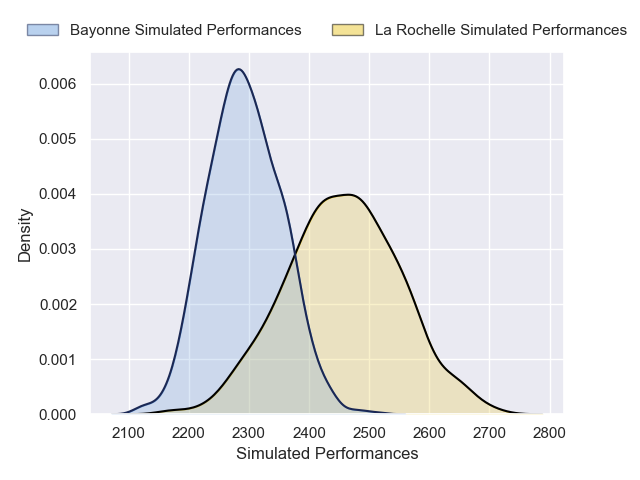 Bayonne Simulated Performances La Rochelle Simulated Performances
0.006
0.005
0.004
0.003
0.002
0.001
0.000
Density
2100 2200 2300 2400 2500 2600 2700 2800
Simulated Performances